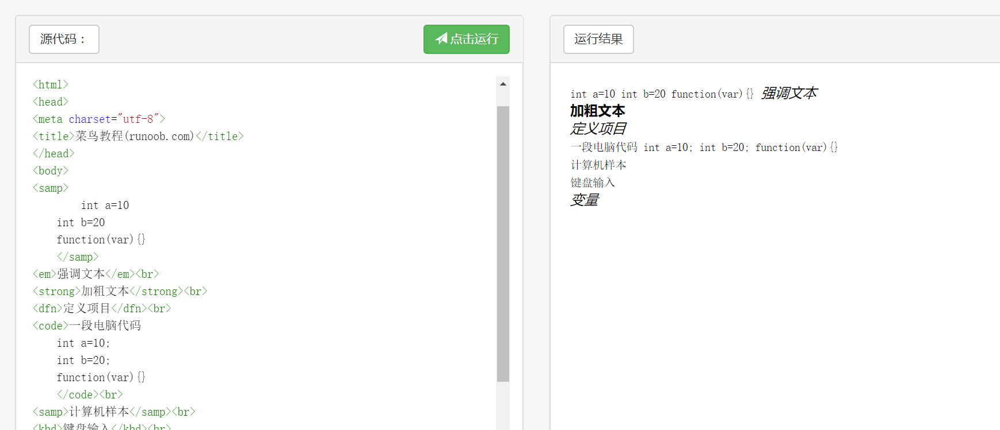 源代码：
点击运行
<html>
<head>
<meta charset="utf-8">
<title>菜鸟教程(runoob.com)</title>
</head>
<body>
<samp>
int a=10
int b=20
function(var){}
</samp>
<em>强调文本</em><br>
<strong>加粗文本</strong><br>
<dfn>定义项目</dfn><br>
<code>一段电脑代码
int a=10;
int b=20;
function(var){}
</code><br>
<samp>计算机样本</samp><br>
<kbd>键盘输入</kbd><br>
运行结果
int a=10 int b=20 function(var){} 强调文本
加粗文本
定义项目
一段电脑代码 int a=10; int b=20; function(var){}
计算机样本
键盘输入
变量